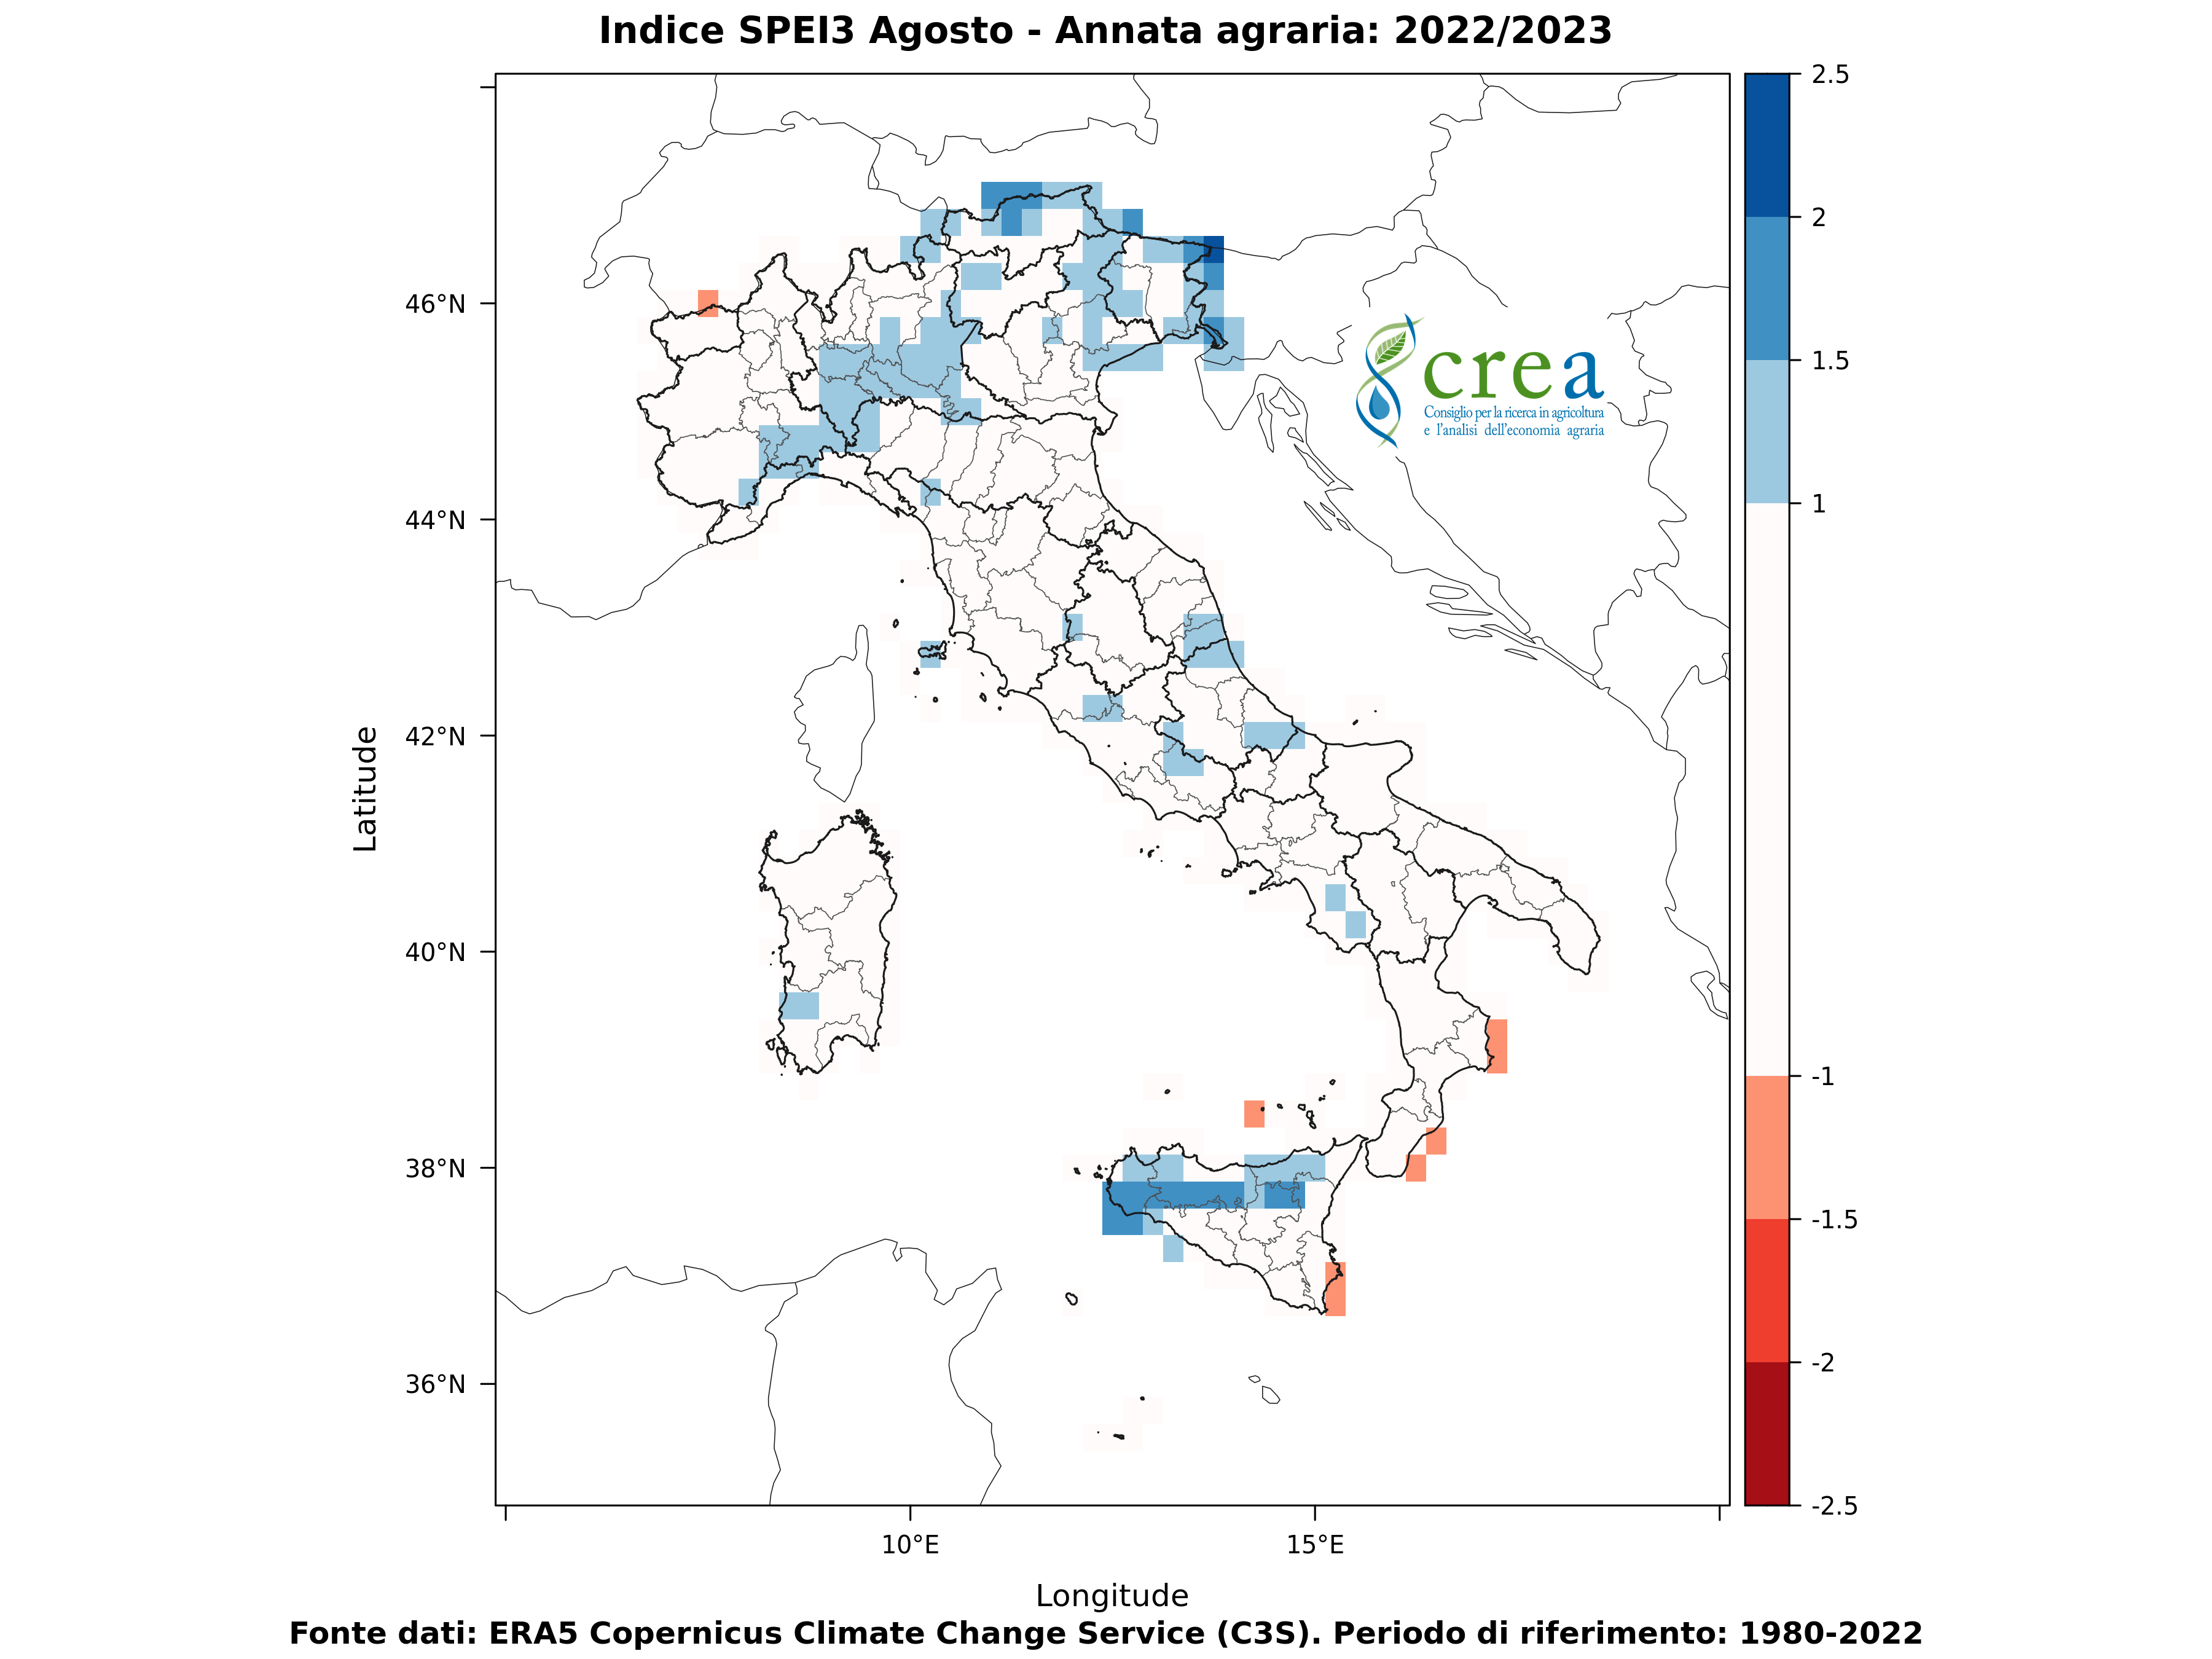 Indice SPEI3 Agosto - Annata agraria: 2022/2023
2.5
2
1.5
1
-1
-1.5
-2
-2.5
46°N
44°N
42°N
40°N
38°N
36°N
Latitude
crea
Consiglio per la ricerca in agricoltura
e l'analisi dell'economia agraria
10°E
15°E
Longitude
Fonte dati: ERA5 Copernicus Climate Change Service (C3S). Periodo di riferimento: 1980-2022